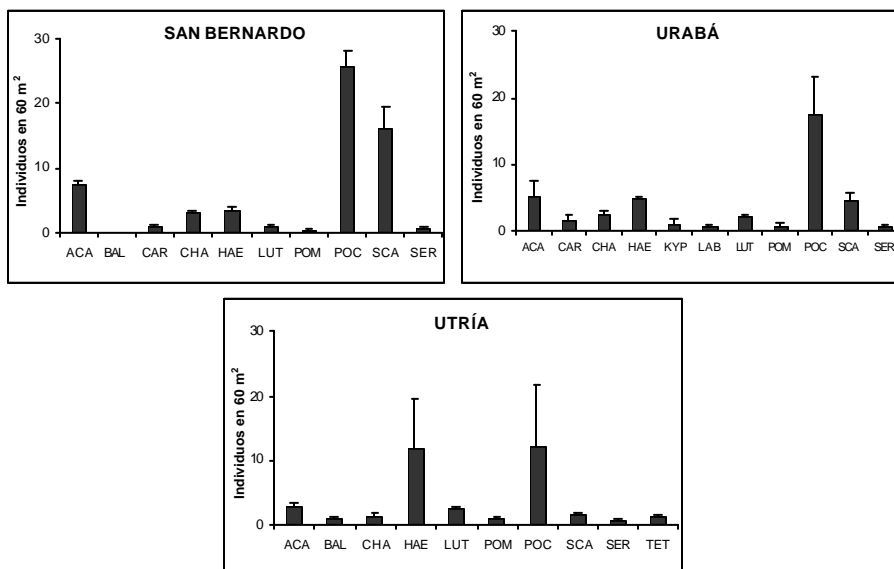 SAN BERNARDO
Individuos en 60 m²
30
20
10
0
ACA BAL CAR CHA HAE LUT POM POC SCA SER
URABÁ
Individuos en 60 m²
30
20
10
0
ACA CAR CHA HAE KYP LAB LUT POM POC SCA SER
UTRÍA
Individuos en 60 m²
30
20
10
0
ACA BAL CHA HAE LUT POM POC SCA SER TET